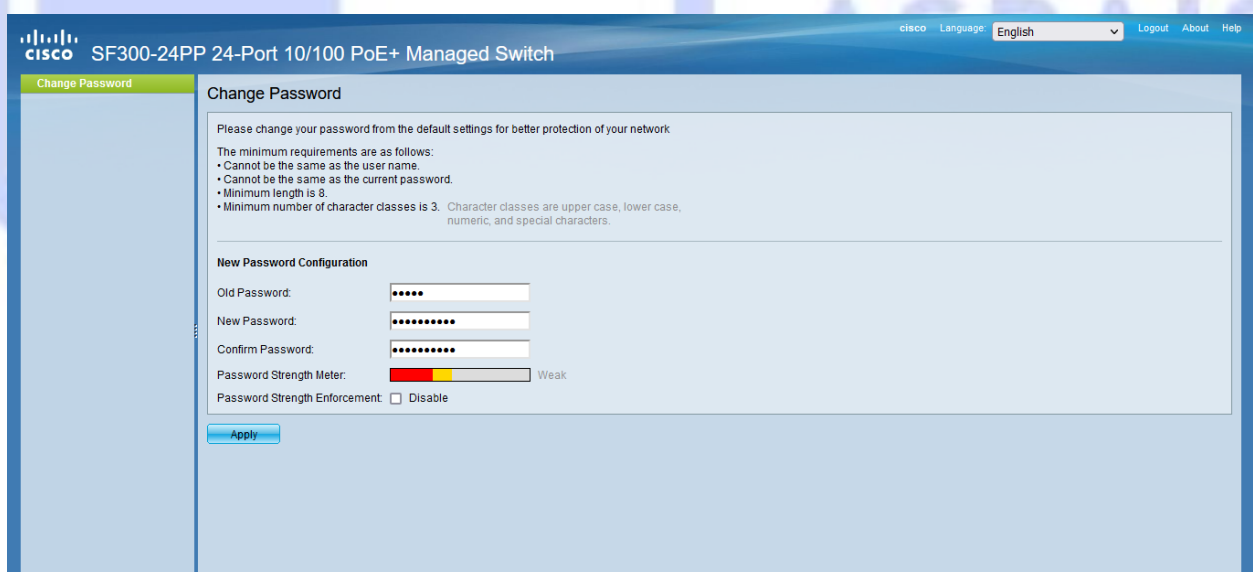 cisco Language: English Logout About Help
CISCO SF300-24PP 24-Port 10/100 PoE+ Managed Switch
Change Password
Change Password
Please change your password from the default settings for better protection of your network
The minimum requirements are as follows:
• Cannot be the same as the user name.
• Cannot be the same as the current password.
• Minimum length is 8.
• Minimum number of character classes is 3. Character classes are upper case, lower case,
numeric, and special characters.
New Password Configuration
Old Password: •••••
New Password: ••••••••••
Confirm Password: ••••••••••
Password Strength Meter: Weak
Password Strength Enforcement: Disable
Apply